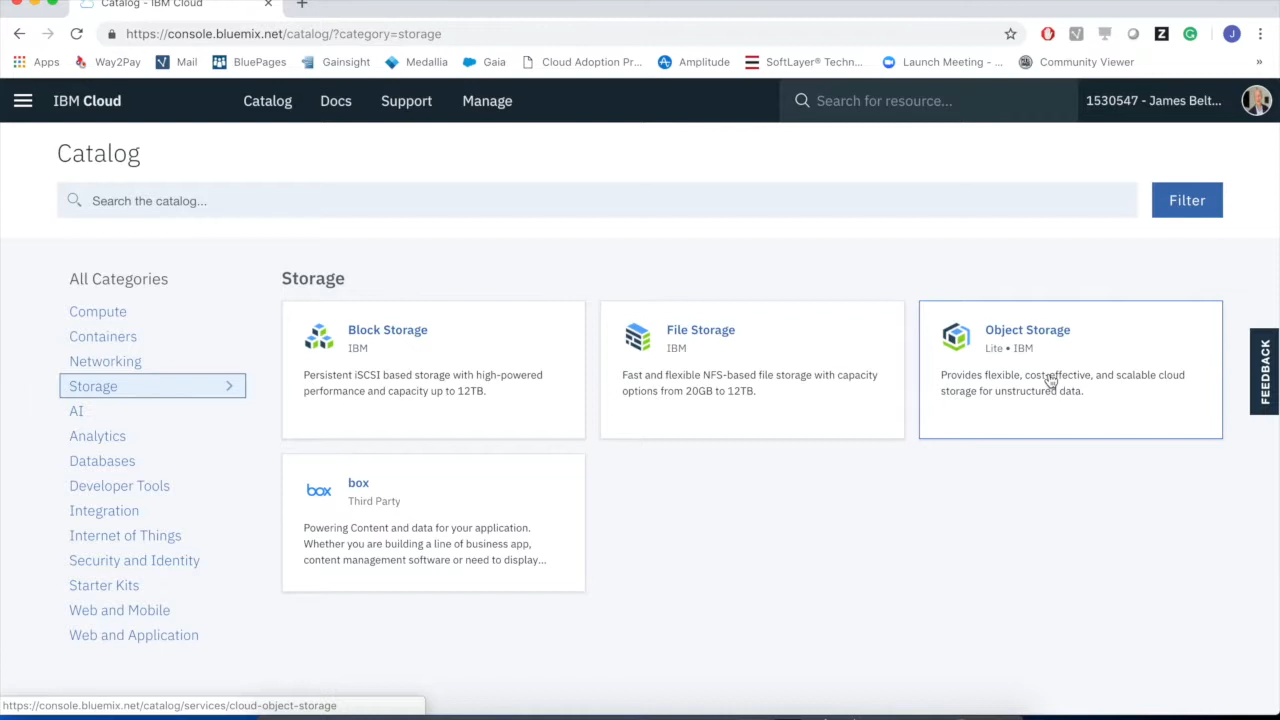 Catalog - IBM Cloud
https://console.bluemix.net/catalog/?category=storage
Apps Way2Pay Mail BluePages Gainsight Medallia Gaia Cloud Adoption Pr... Amplitude SoftLayer® Techn... Launch Meeting - ... Community Viewer »
IBM Cloud Catalog Docs Support Manage Search for resource... 1530547 - James Belt...
Catalog
Search the catalog...
Filter
All Categories
Compute
Containers
Networking
Storage
AI
Analytics
Databases
Developer Tools
Integration
Internet of Things
Security and Identity
Starter Kits
Web and Mobile
Web and Application
Storage
Block Storage
IBM
Persistent iSCSI based storage with high-powered
performance and capacity up to 12TB.
File Storage
IBM
Fast and flexible NFS-based file storage with capacity
options from 20GB to 12TB.
Object Storage
Lite • IBM
Provides flexible, cost-effective, and scalable cloud
storage for unstructured data.
box
box
Third Party
Powering Content and data for your application.
Whether you are building a line of business app,
content management software or need to display...
FEEDBACK
https://console.bluemix.net/catalog/services/cloud-object-storage